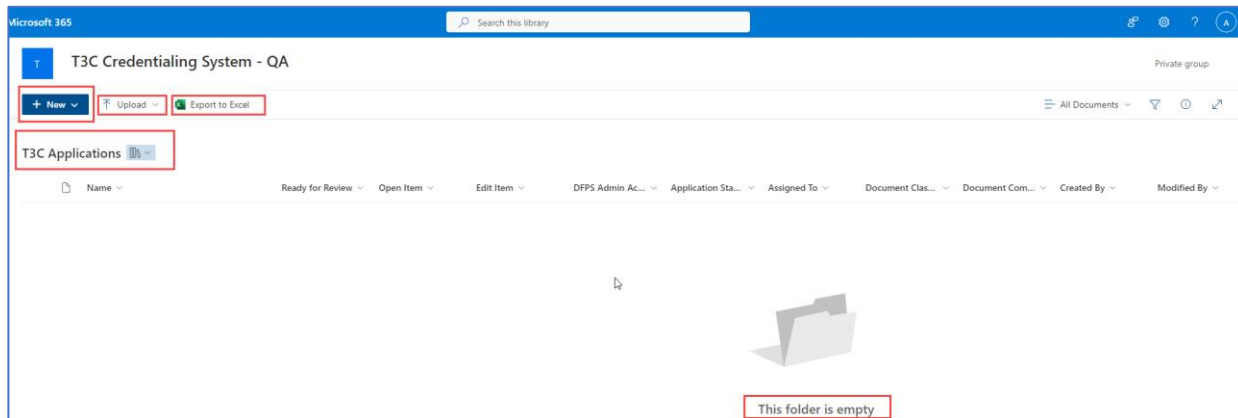 Microsoft 365 Search this library ? A
T T3C Credentialing System - QA Private group
+ New Upload Export to Excel All Documents
T3C Applications
Name Ready for Review Open Item Edit Item DFPS Admin Ac... Application Sta... Assigned To Document Clas... Document Com... Created By Modified By
This folder is empty